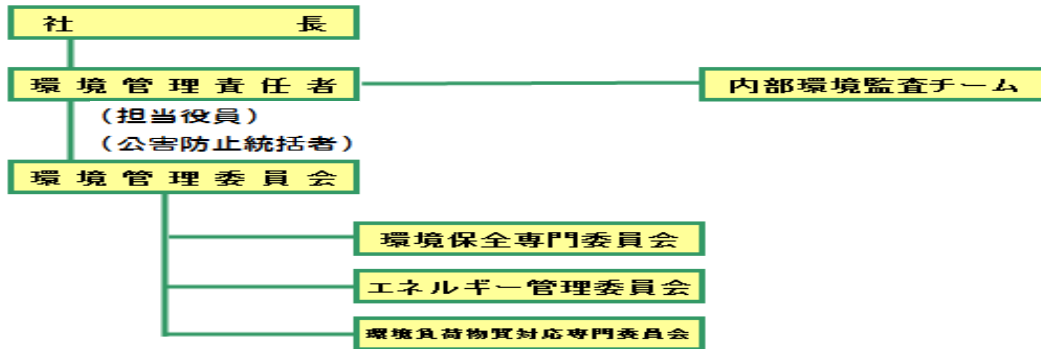 社長
環境管理責任者
内部環境監査チーム
(担当役員)
(公害防止統括者)
環境管理委員会
環境保全専門委員会
エネルギー管理委員会
環境負荷物質対応専門委員会